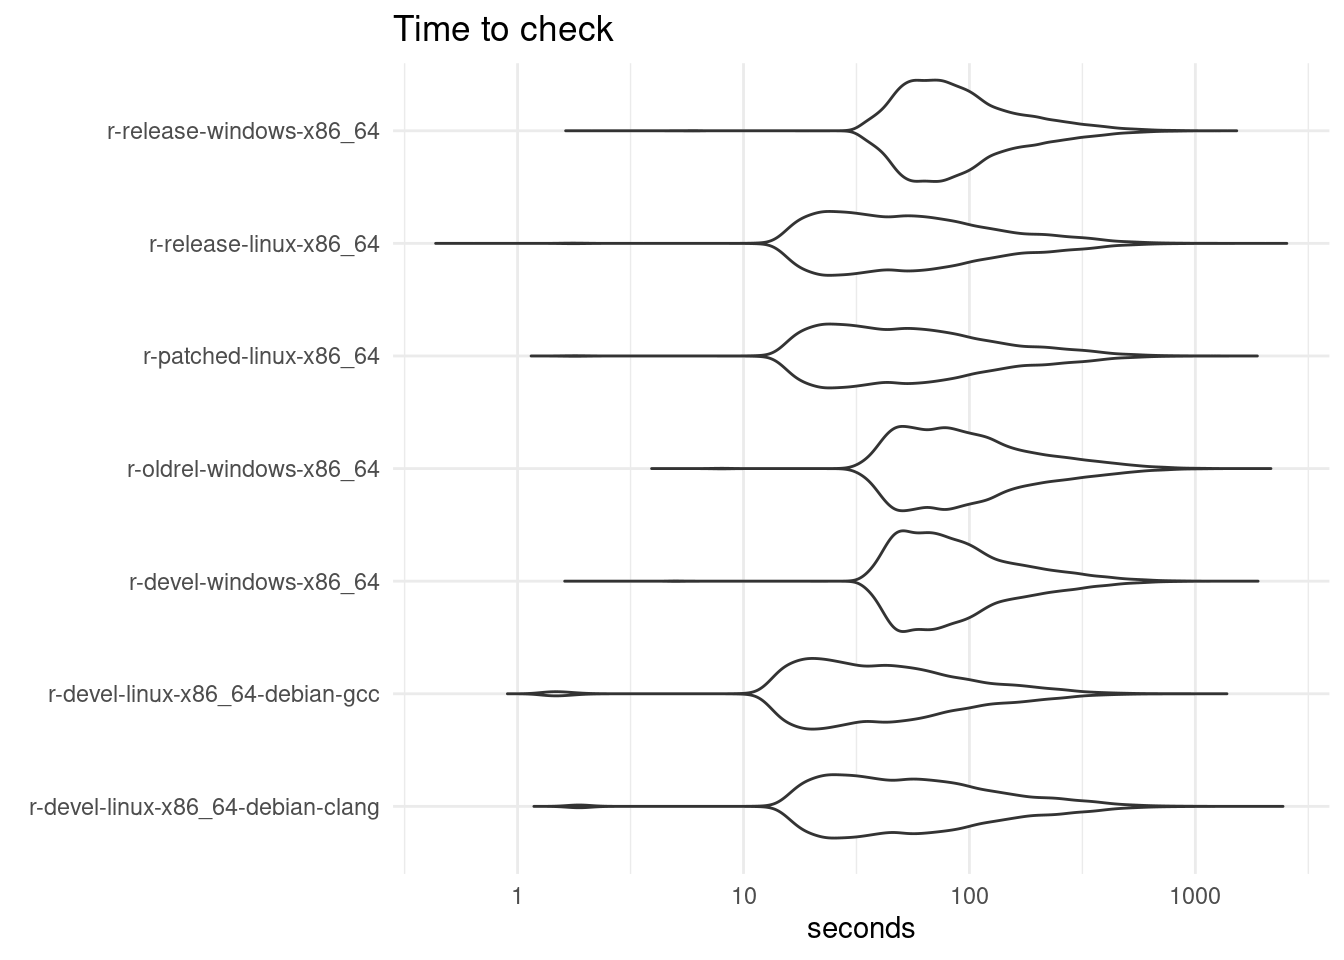 Time to check
r-release-windows-x86_64
r-release-linux-x86_64
r-patched-linux-x86_64
r-oldrel-windows-x86_64
r-devel-windows-x86_64
r-devel-linux-x86_64-debian-gcc
r-devel-linux-x86_64-debian-clang
1 10 100 1000
seconds